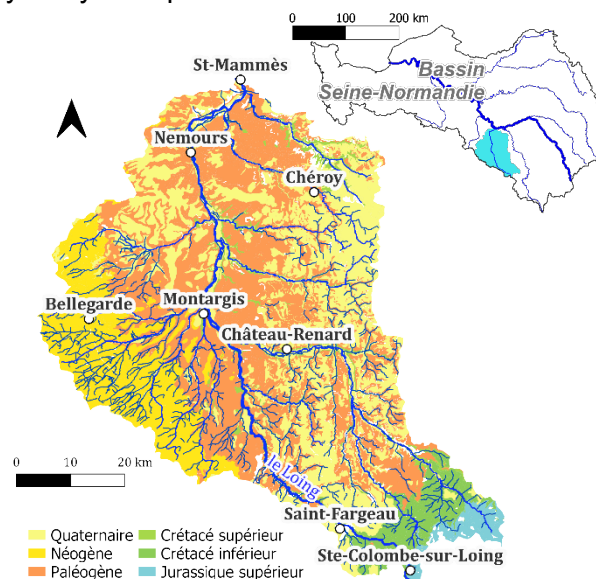 0 100 200 km
Bassin
Seine-Normandie
St-Mammès
Nemours
Chéroy
Bellegarde
Montargis
Château-Renard
0 10 20 km
le Loing
Saint-Fargeau
Ste-Colombe-sur-Loing
Quaternaire
Néogène
Paléogène
Crétacé supérieur
Crétacé inférieur
Jurassique supérieur